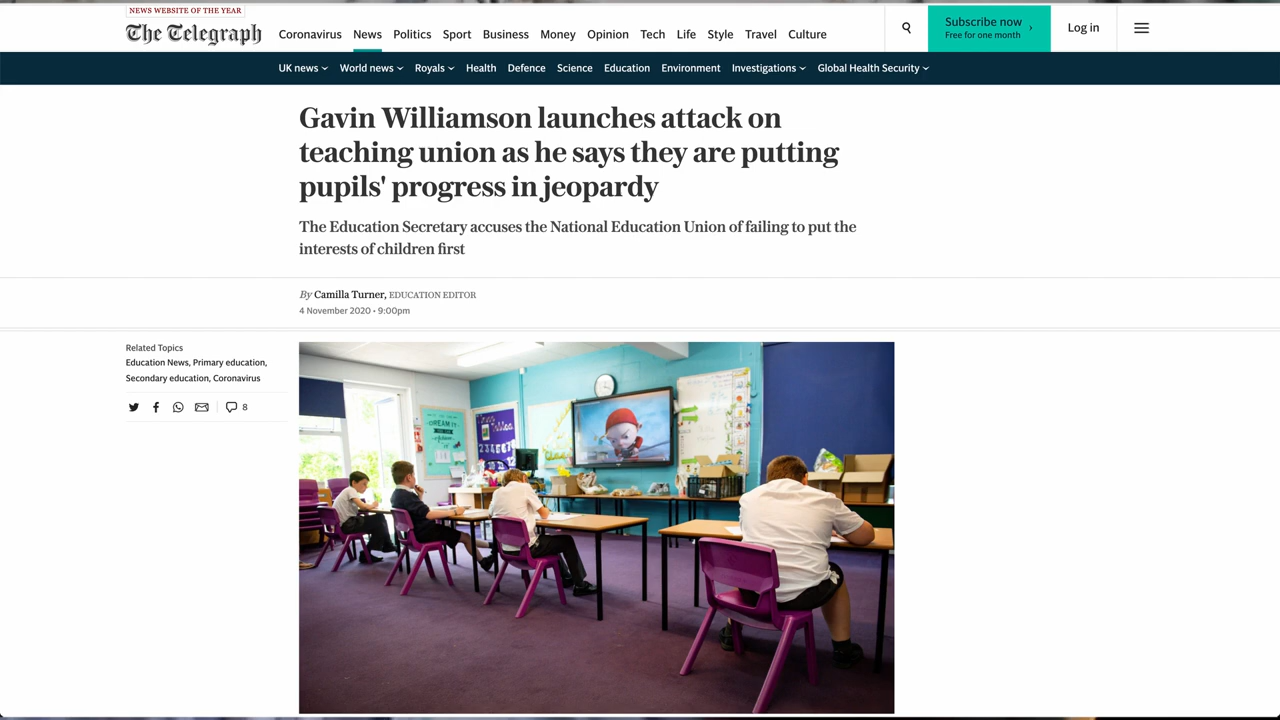 NEWS WEBSITE OF THE YEAR
The Telegraph
Coronavirus News Politics Sport Business Money Opinion Tech Life Style Travel Culture
Subscribe now
Free for one month
Log in
UK news World news Royals Health Defence Science Education Environment Investigations Global Health Security
Gavin Williamson launches attack on
teaching union as he says they are putting
pupils' progress in jeopardy
The Education Secretary accuses the National Education Union of failing to put the
interests of children first
By Camilla Turner, EDUCATION EDITOR
4 November 2020 • 9:00pm
Related Topics
Education News, Primary education,
Secondary education, Coronavirus
8
DREAM IT